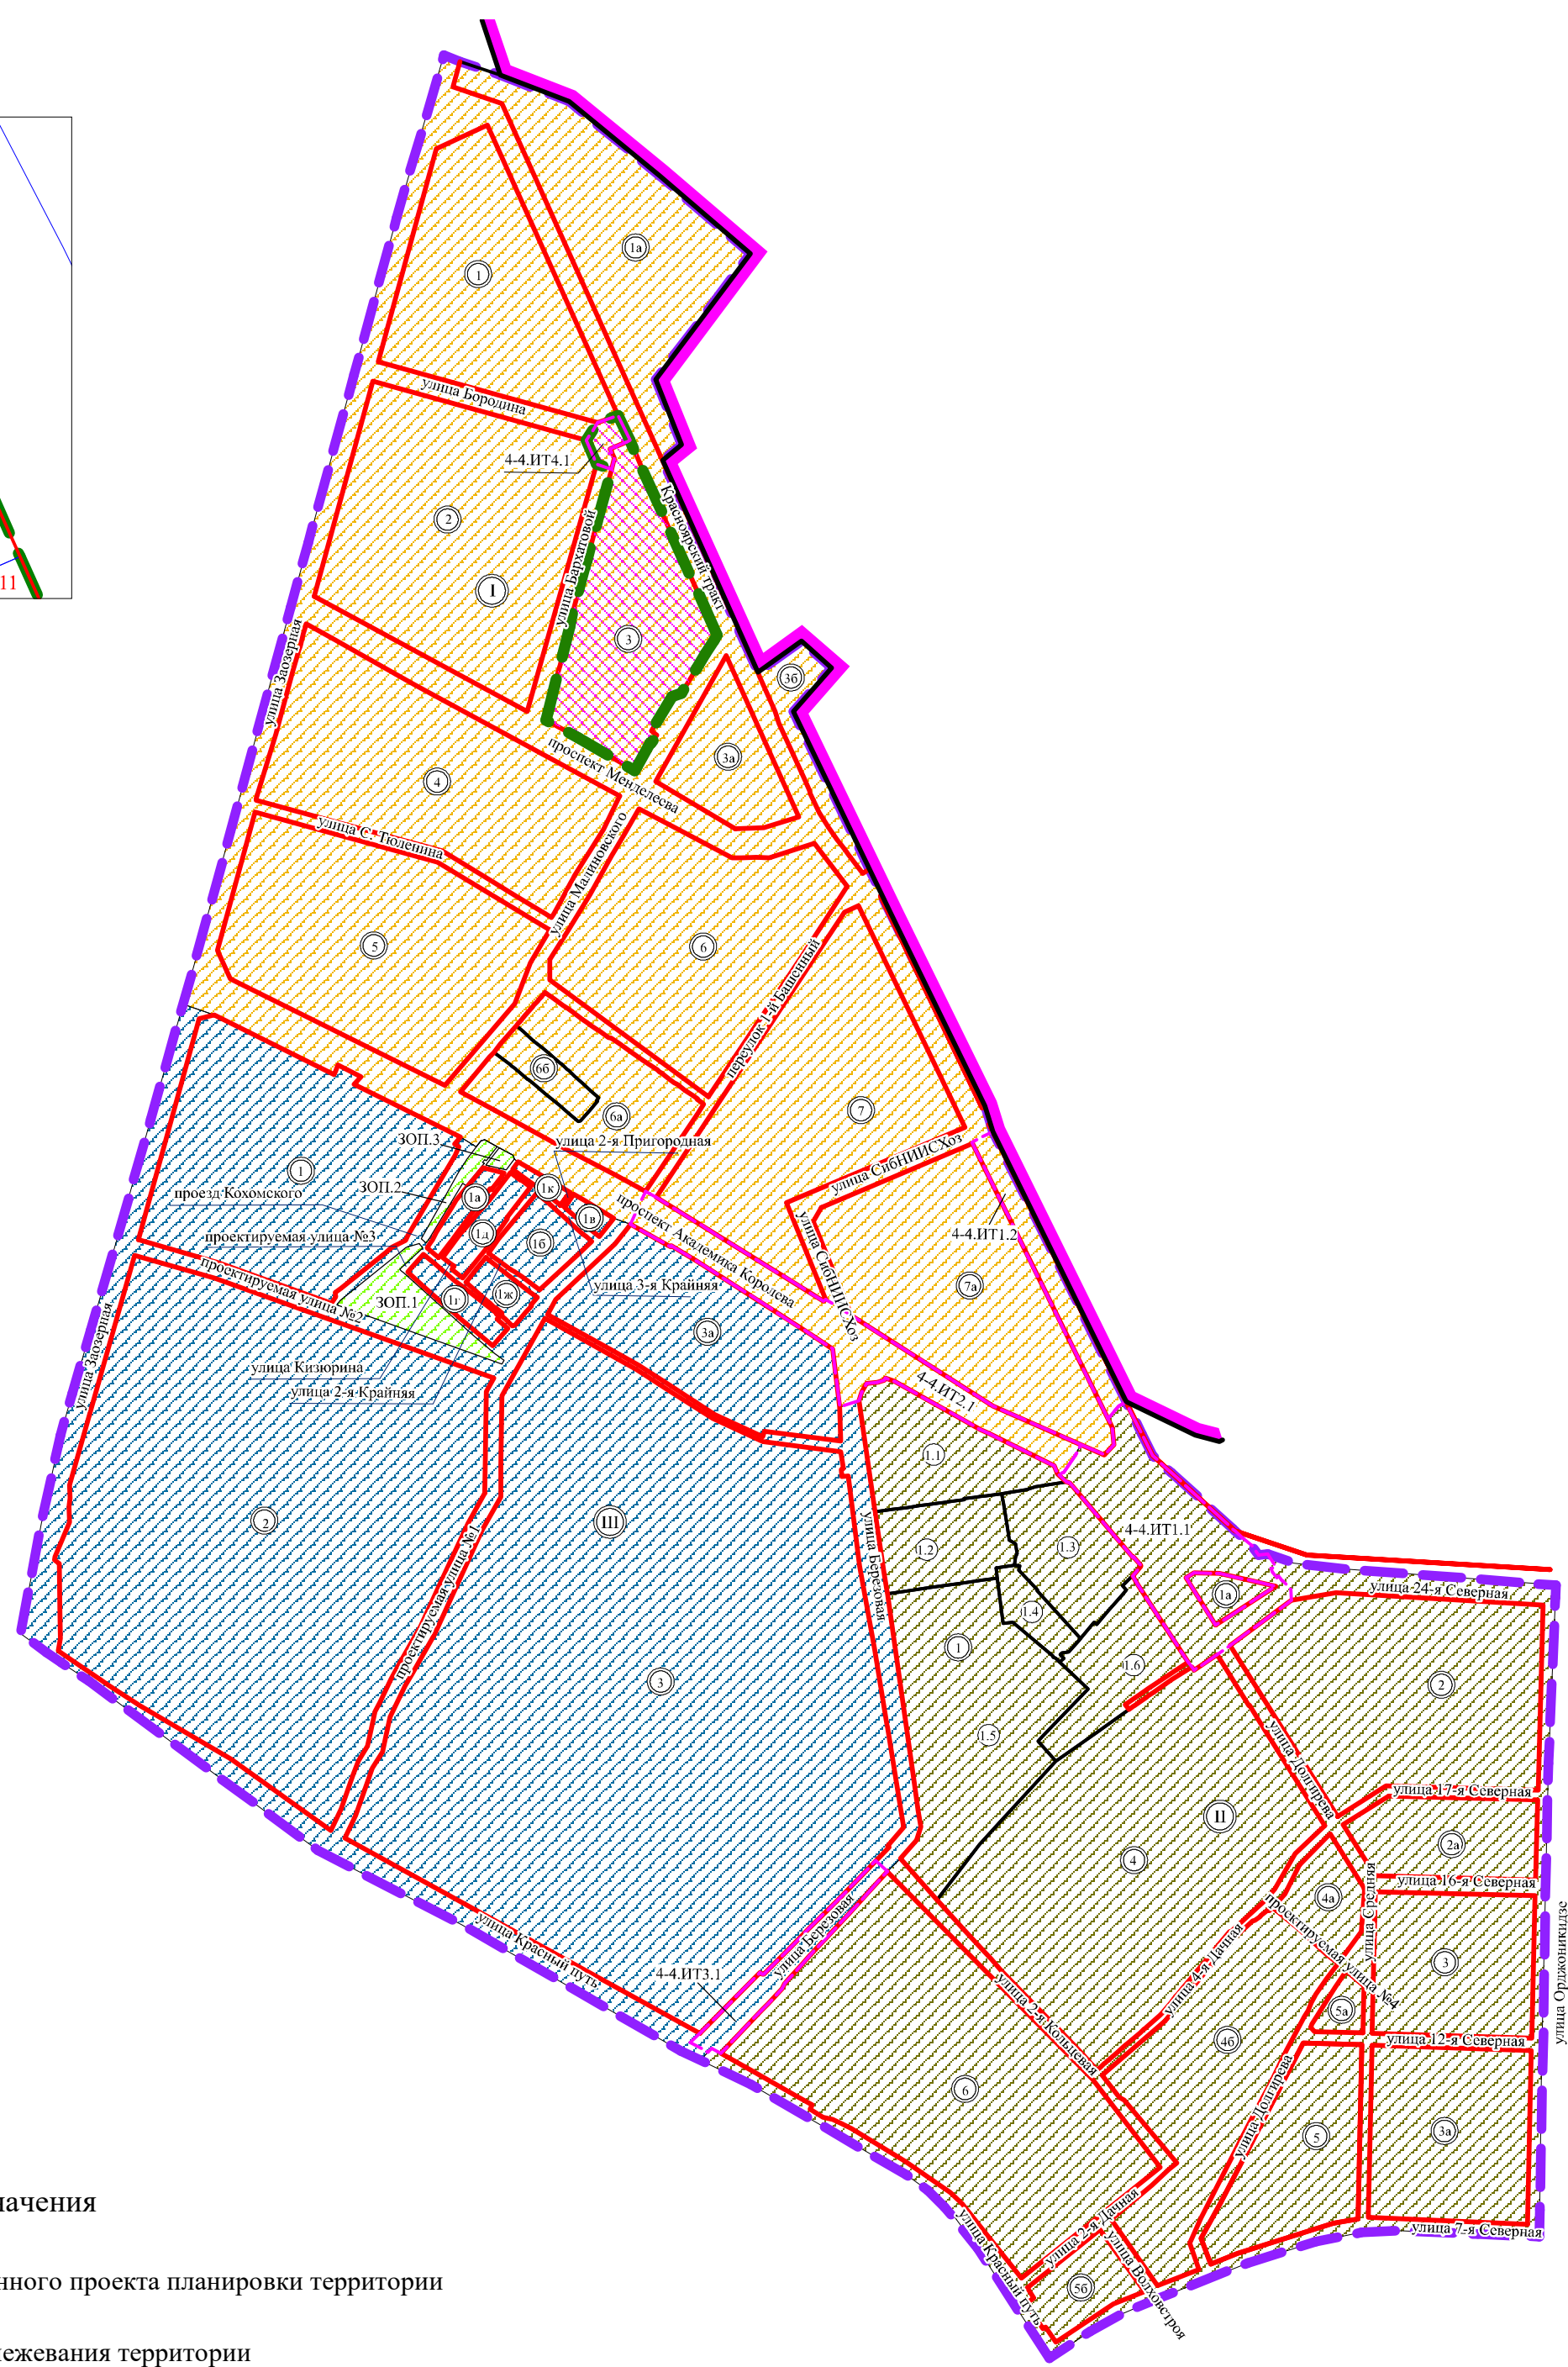 1а
1
улица Бородина
4-4.ИТ4.1
Красноярский тракт
2
улица Бархатовой
11
I
3
3б
улица Заозерная
3а
проспект Менделеева
4
улица С. Тюленина
улица Малиновского
5
6
переулок 1-й Башенный
6б
7
6а
улица 2-я Пригородная
ЗОП.3
улица СибНИИСХоз
1
ЗОП.2
1к
1а
проезд Кохомского
1в
проспект Академика Королева
4-4.ИТ1.2
1д
1б
проектируемая улица №3
улица СибНИИСХоз
7а
проектируемая улица №2
улица 3-я Крайняя
1ж
1г
ЗОП.1
3а
улица Заозерная
улица Кизюрина
улица 2-я Крайняя
4-4.ИТ2.1
1.1
2
III
4-4.ИТ1.1
1.2
1.3
улица Березовая
проектируемая улица №1
1а
улица 24-я Северная
1.4
1
1.6
3
2
1.5
улица Долгирева
улица 17-я Северная
II
2а
4
улица 16-я Северная
4а
улица Средняя
проектируемая улица №4
улица Березовая
улица Красный путь
улица 4-я Дачная
3
улица Орджоникидзе
4-4.ИТ3.1
5а
улица 2-я Кольцевая
4б
улица 12-я Северная
6
улица Долгирева
5
3а
начения
улица 2-я Дачная
улица 7-я Северная
улица Красный путь
улица Волховстроя
5б
нного проекта планировки территории
межевания территории